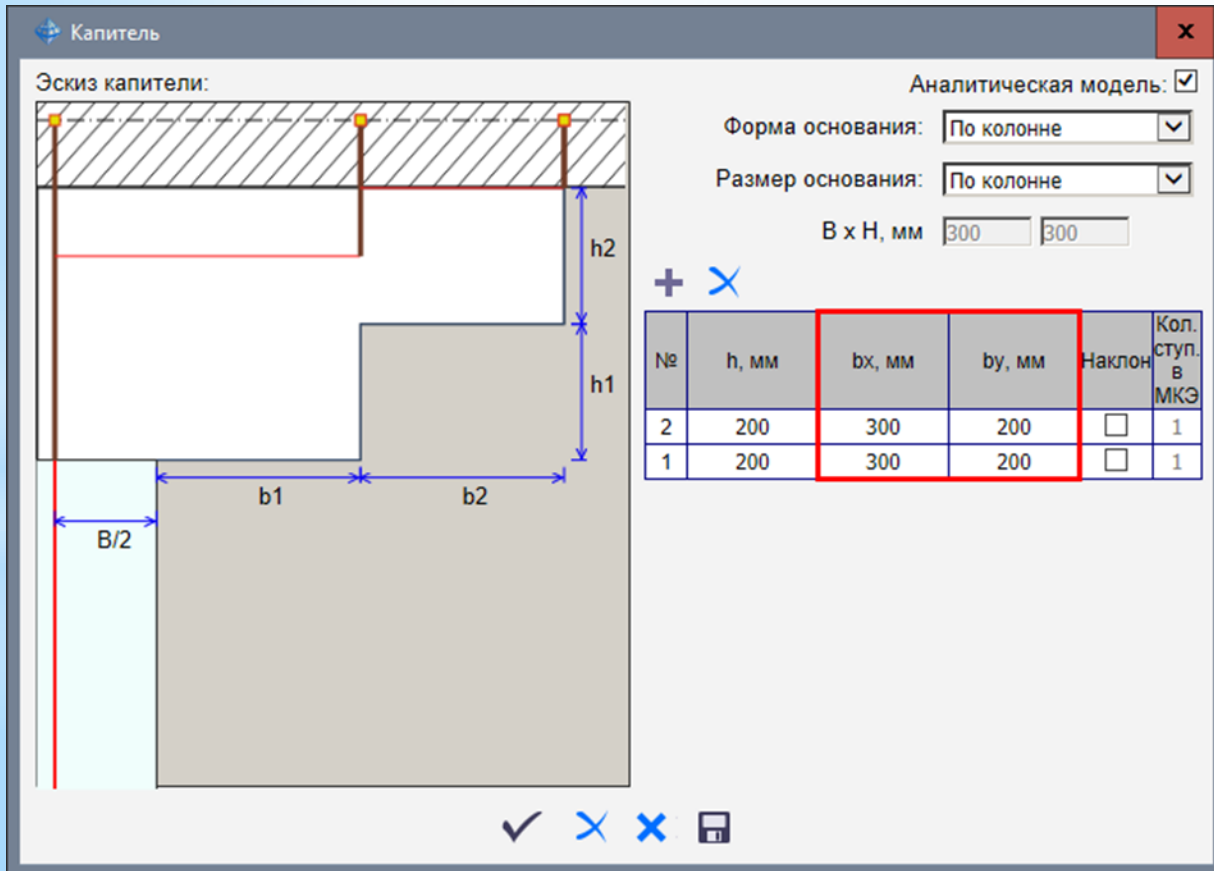 Капитель
Эскиз капители:
Аналитическая модель:
Форма основания: По колонне
Размер основания: По колонне
B x H, мм 300 300
h2
h1
b1
b2
B/2
№ h, мм bx, мм by, мм Наклон Кол. ступ. в МКЭ
2 200 300 200 1
1 200 300 200 1